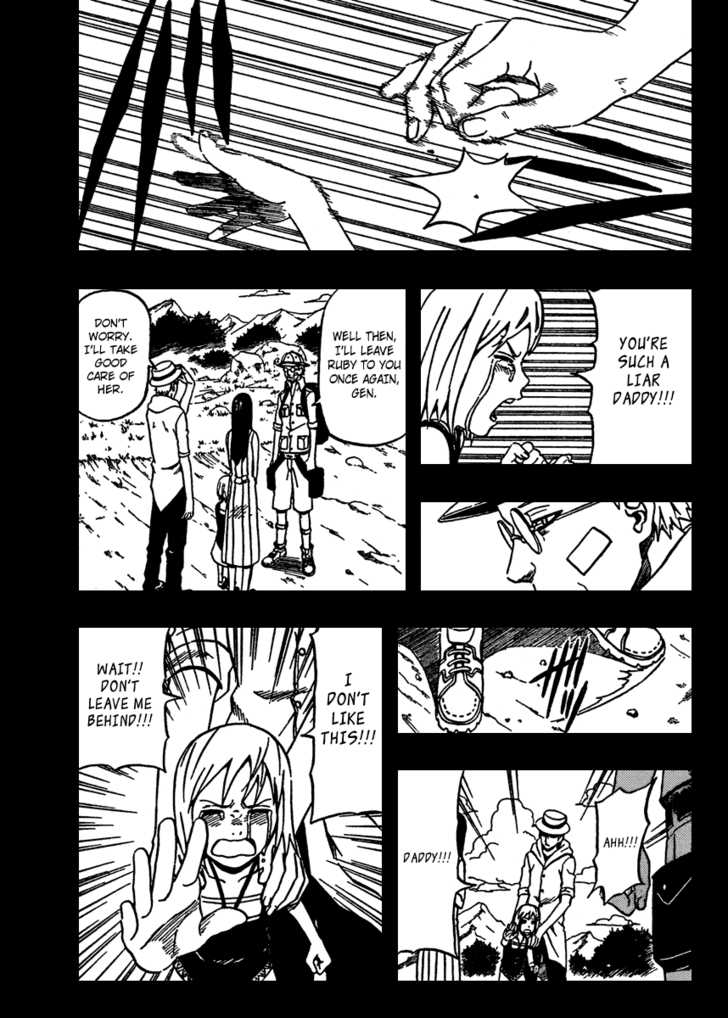 YOU'RE
SUCH A
LIAR
DADDY!!!
WELL THEN,
I'LL LEAVE
RUBY TO YOU
ONCE AGAIN,
GEN.
DON'T
WORRY.
I'LL TAKE
GOOD
CARE OF
HER.
I
DON'T
LIKE
THIS!!!
WAIT!!
DON'T
LEAVE ME
BEHIND!!!
AHH!!!
DADDY!!!